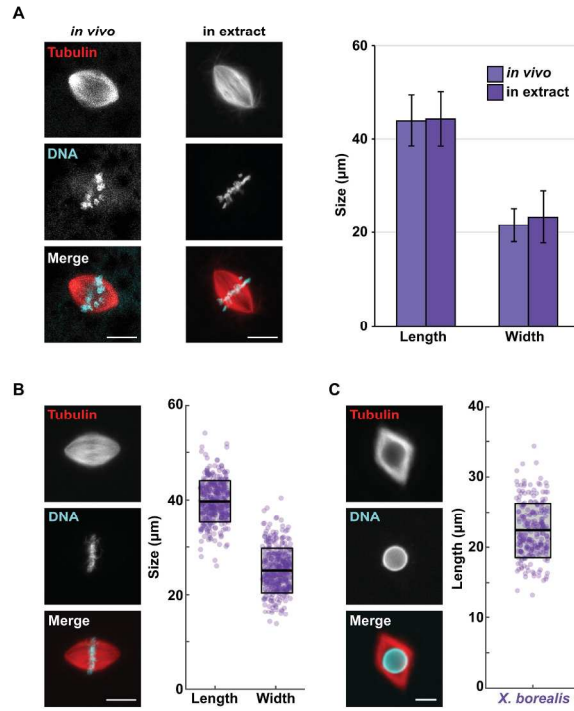 A
in vivo
in extract
Tubulin
DNA
Merge
Size (µm)
60
40
20
0
in vivo
in extract
Length
Width
B
Tubulin
DNA
Merge
Size (µm)
60
40
20
0
Length
Width
C
Tubulin
DNA
Merge
Length (µm)
40
30
20
10
0
X. borealis